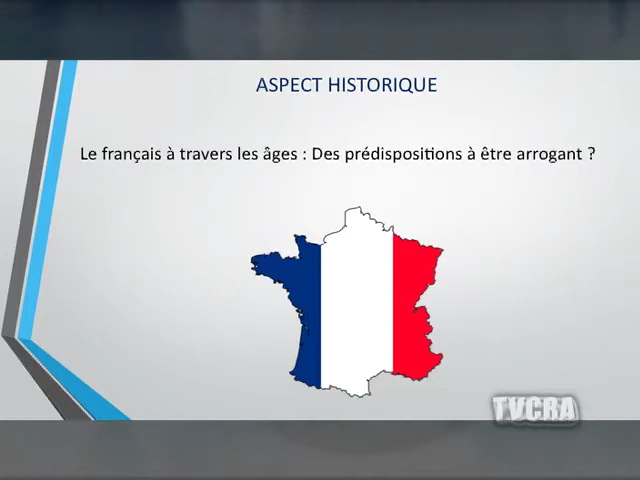 ASPECT HISTORIQUE
Le français à travers les âges : Des prédispositions à être arrogant ?
TVCRA